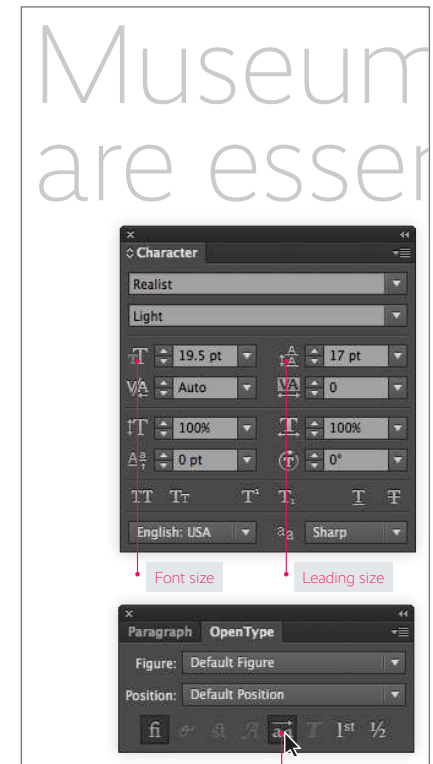 Museum
are esser
Character
Realist
Light
19.5 pt 17 pt
Auto 0
100% 100%
0 pt 0°
TT Tt T¹ T₁ T T
English: USA aa Sharp
Font size Leading size
Paragraph OpenType
Figure: Default Figure
Position: Default Position
fi ad T 1st ½